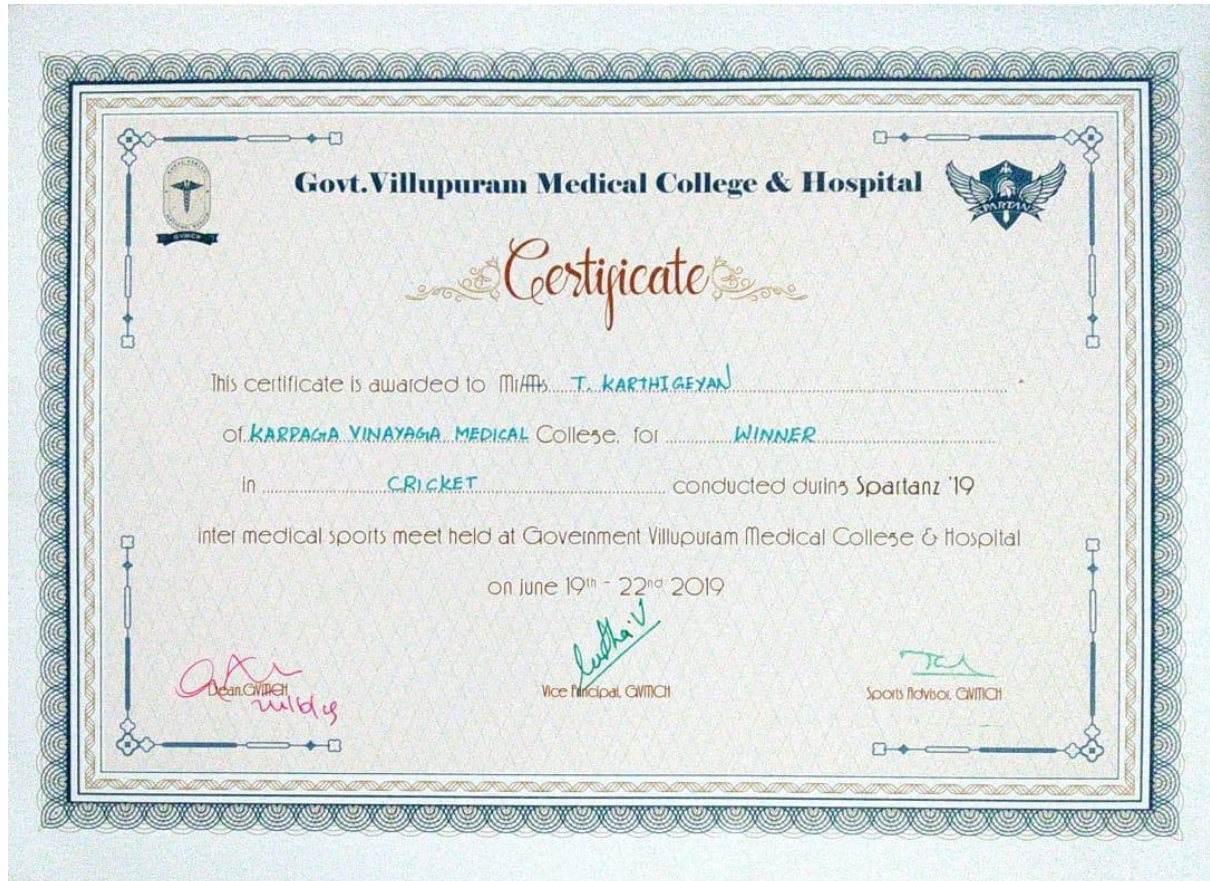 Govt.Villupuram Medical College & Hospital
GVMCH
SPARTANZ
Certificate
This certificate is awarded to Mr/Ms. T. KARTHIGEYAN
of KARPAGA VINAYAGA MEDICAL College, for WINNER
in CRICKET conducted during Spartanz '19
inter medical sports meet held at Government Villupuram Medical College & Hospital
on june 19th - 22nd 2019
Dean, GVMCH
Vice Principal, GVMCH
Sports Advisor, GVMCH